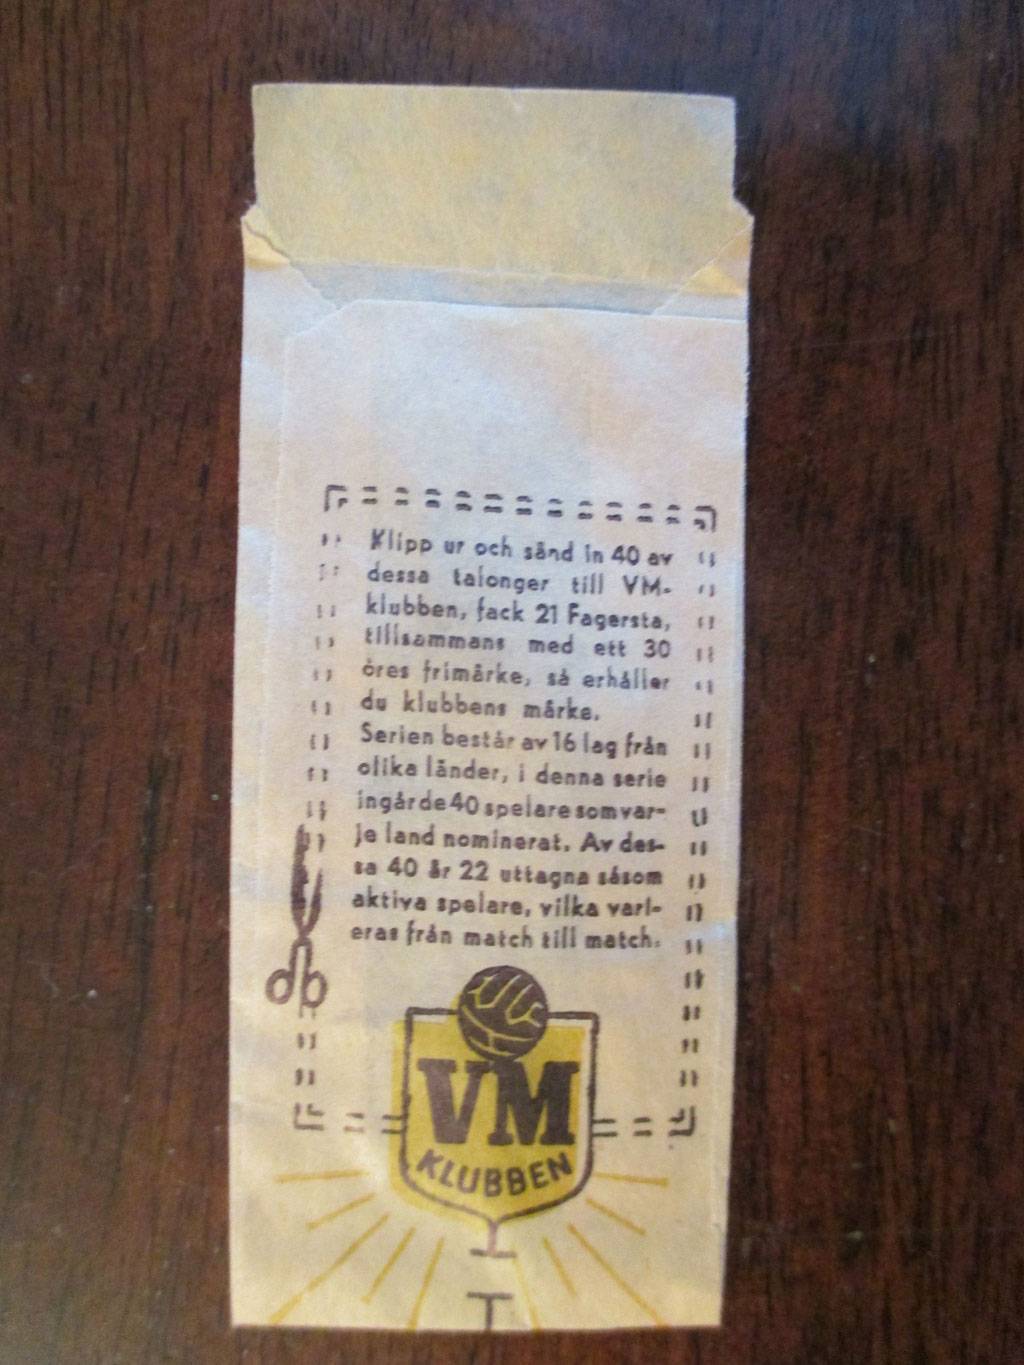 Klipp ur och sänd in 40 av
dessa talonger till VM-
klubben, fack 21 Fagersta,
tillsammans med ett 30
öres frimärke, så erhåller
du klubbens märke.
Serien består av 16 lag från
olika länder, i denna serie
ingår de 40 spelare som var-
je land nominerat. Av des-
sa 40 är 22 uttagna såsom
aktiva spelare, vilka vari-
eras från match till match.
VM
KLUBBEN